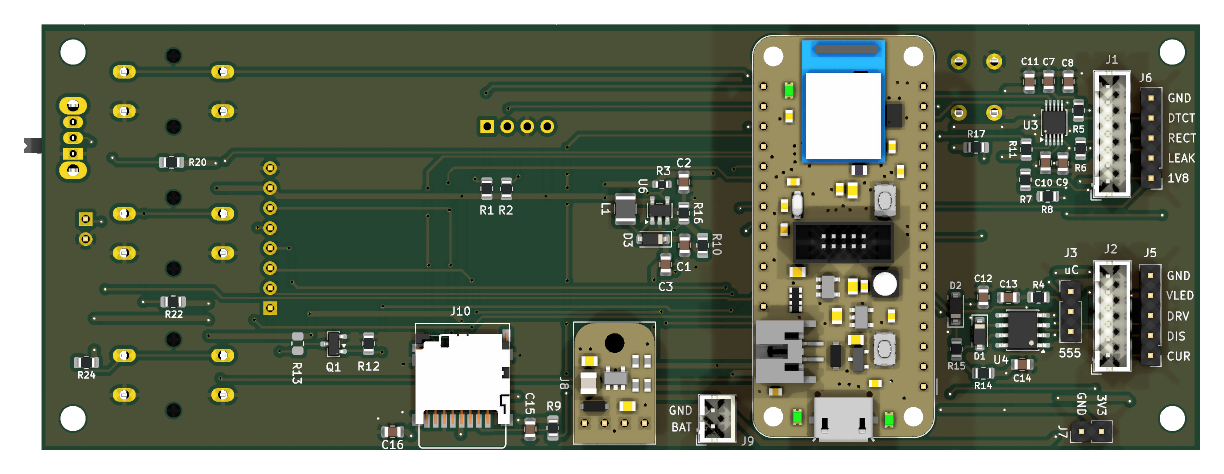 R20
R22
R24
R13
Q1
R12
C16
J10
C15
R9
J8
R1
R2
L1
U6
R3
C2
R16
D3
C1
R10
C3
GND
BAT
J9
R17
C11
C7
C8
U3
R5
R11
R6
C10
C9
R7
R8
J1
J6
GND
DTCT
RECT
LEAK
1V8
D2
C12
C13
R4
J3
uC
555
D1
U4
R15
R14
C14
J2
J5
GND
VLED
DRV
DIS
CUR
GND
3V3
J7